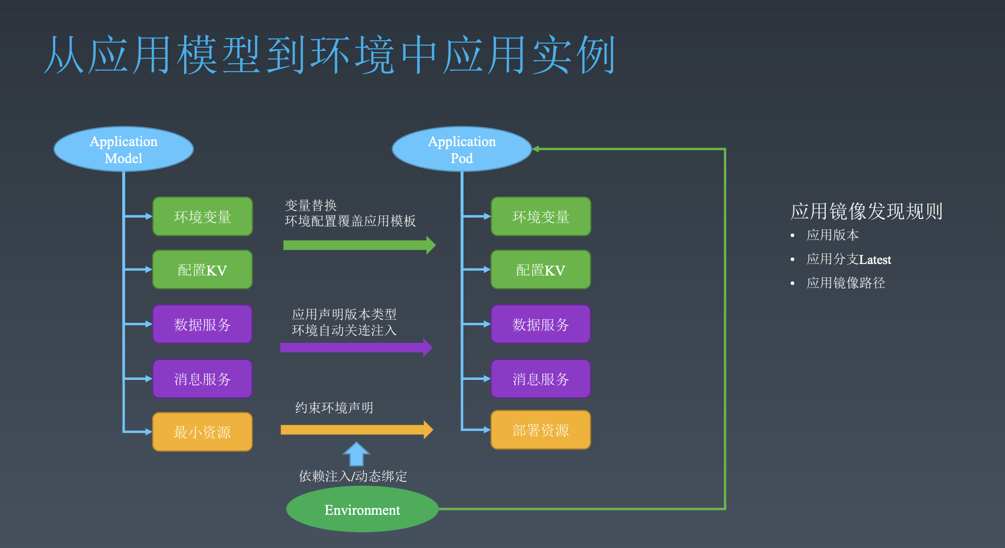 从应用模型到环境中应用实例
Application
Model
环境变量
配置KV
数据服务
消息服务
最小资源
变量替换
环境配置覆盖应用模板
应用声明版本类型
环境自动关连注入
约束环境声明
依赖注入/动态绑定
Environment
Application
Pod
环境变量
配置KV
数据服务
消息服务
部署资源
应用镜像发现规则
• 应用版本
• 应用分支Latest
• 应用镜像路径